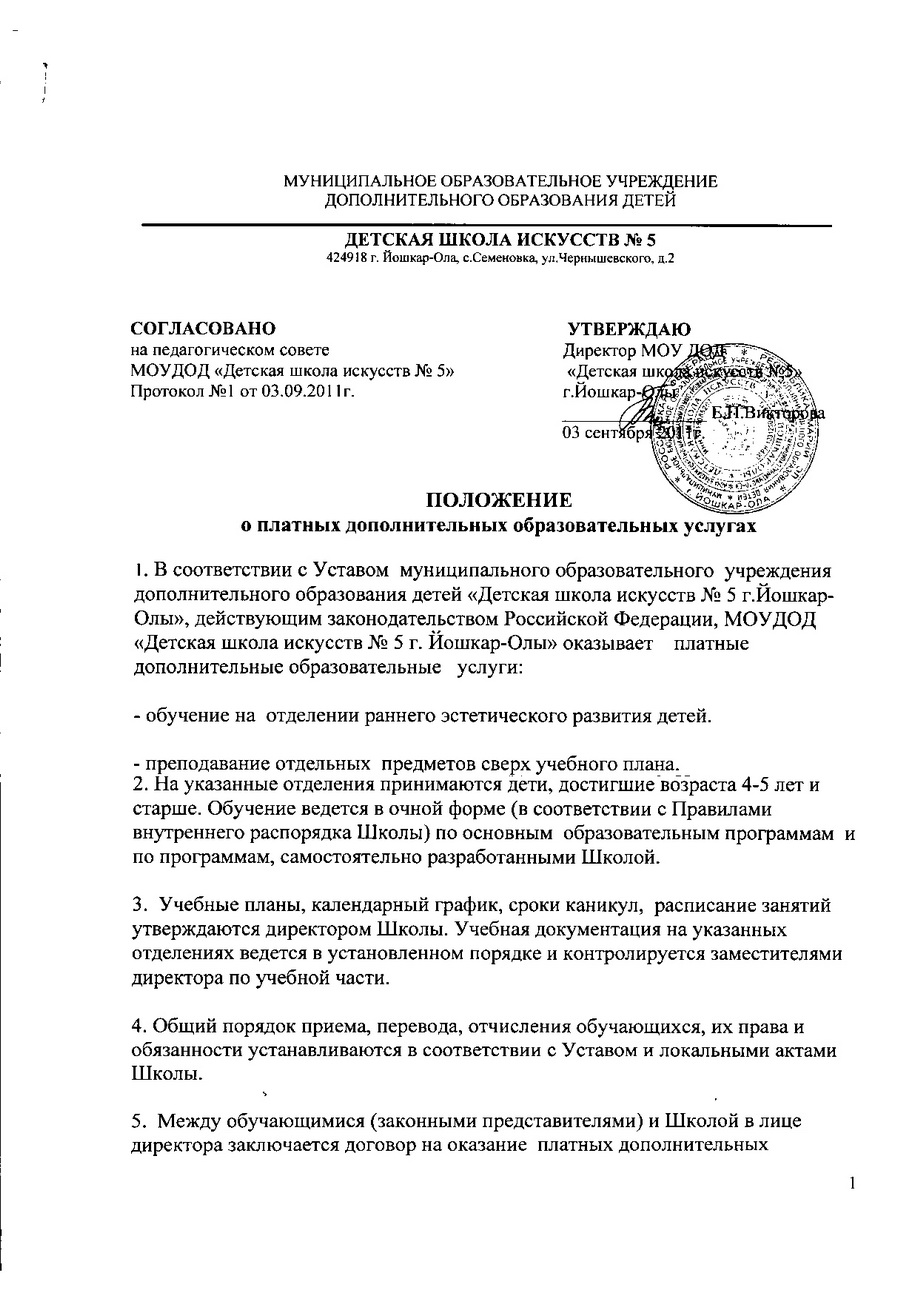 МУНИЦИПАЛЬНОЕ ОБРАЗОВАТЕЛЬНОЕ УЧРЕЖДЕНИЕ
ДОПОЛНИТЕЛЬНОГО ОБРАЗОВАНИЯ ДЕТЕЙ
ДЕТСКАЯ ШКОЛА ИСКУССТВ № 5
424918 г. Йошкар-Ола, с.Семеновка, ул.Чернышевского, д.2
СОГЛАСОВАНО
на педагогическом совете
МОУДОД «Детская школа искусств № 5»
Протокол №1 от 03.09.2011г.
УТВЕРЖДАЮ
Директор МОУ ДОД
«Детская школа искусств №5»
г.Йошкар-Олы
Е.Н.Викторова
03 сентября 2011г.
ПОЛОЖЕНИЕ
о платных дополнительных образовательных услугах
1. В соответствии с Уставом муниципального образовательного учреждения
дополнительного образования детей «Детская школа искусств № 5 г.Йошкар-
Олы», действующим законодательством Российской Федерации, МОУДОД
«Детская школа искусств № 5 г. Йошкар-Олы» оказывает платные
дополнительные образовательные услуги:
- обучение на отделении раннего эстетического развития детей.
- преподавание отдельных предметов сверх учебного плана.
2. На указанные отделения принимаются дети, достигшие возраста 4-5 лет и
старше. Обучение ведется в очной форме (в соответствии с Правилами
внутреннего распорядка Школы) по основным образовательным программам и
по программам, самостоятельно разработанными Школой.
3. Учебные планы, календарный график, сроки каникул, расписание занятий
утверждаются директором Школы. Учебная документация на указанных
отделениях ведется в установленном порядке и контролируется заместителями
директора по учебной части.
4. Общий порядок приема, перевода, отчисления обучающихся, их права и
обязанности устанавливаются в соответствии с Уставом и локальными актами
Школы.
5. Между обучающимися (законными представителями) и Школой в лице
директора заключается договор на оказание платных дополнительных
1